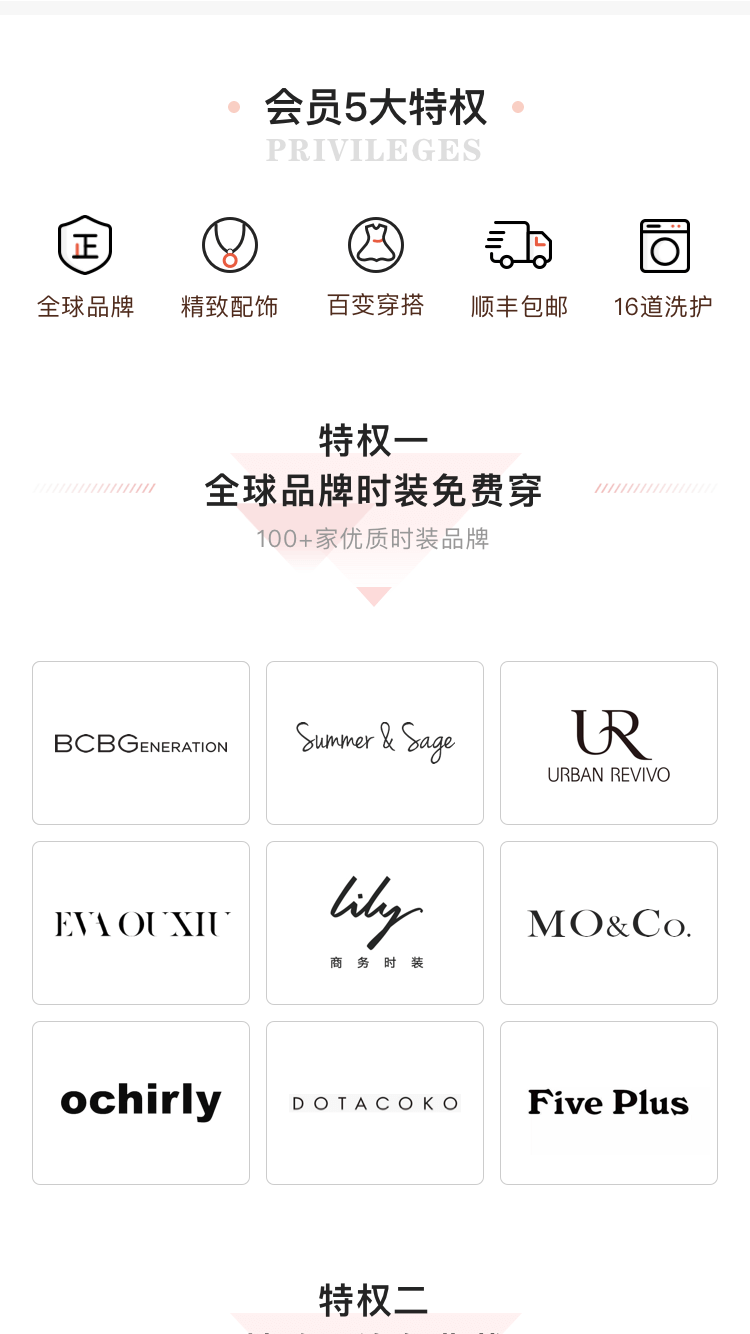 会员5大特权
PRIVILEGES
正
全球品牌
精致配饰
百变穿搭
顺丰包邮
16道洗护
特权一
全球品牌时装免费穿
100+家优质时装品牌
BCBGENERATION
Summer & Sage
UR
URBAN REVIVO
EVA OUXIU
lily
商务时装
MO&Co.
ochirly
DOTACOKO
Five Plus
特权二